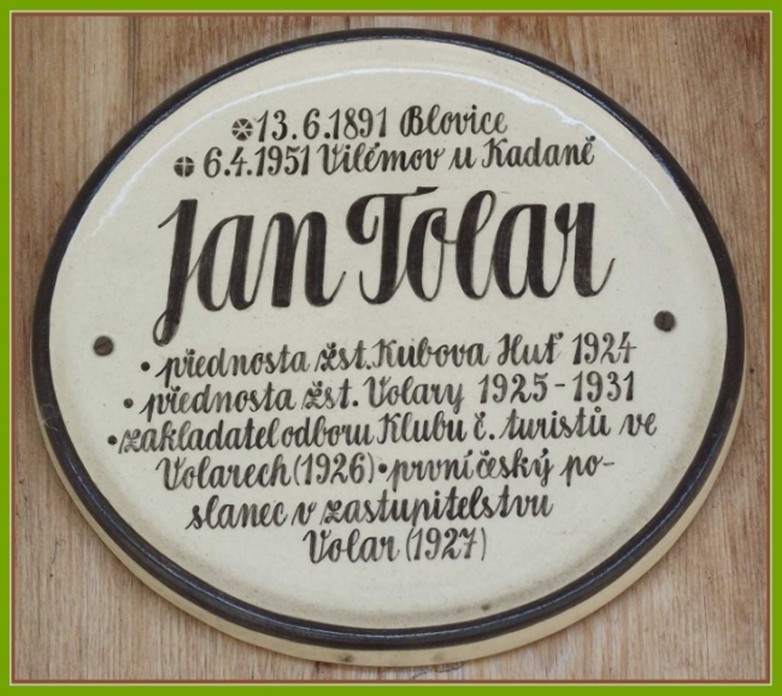 13.6.1891 Blovice
6.4.1951 Vilémov u Kadaně
Jan Tolar
• přednosta žst. Kubova Huť 1924
• přednosta žst. Volary 1925-1931
• zakladatel odboru Klubu č. turistů ve
Volarech (1926) • první český po-
slanec v zastupitelstvu
Volar (1927)